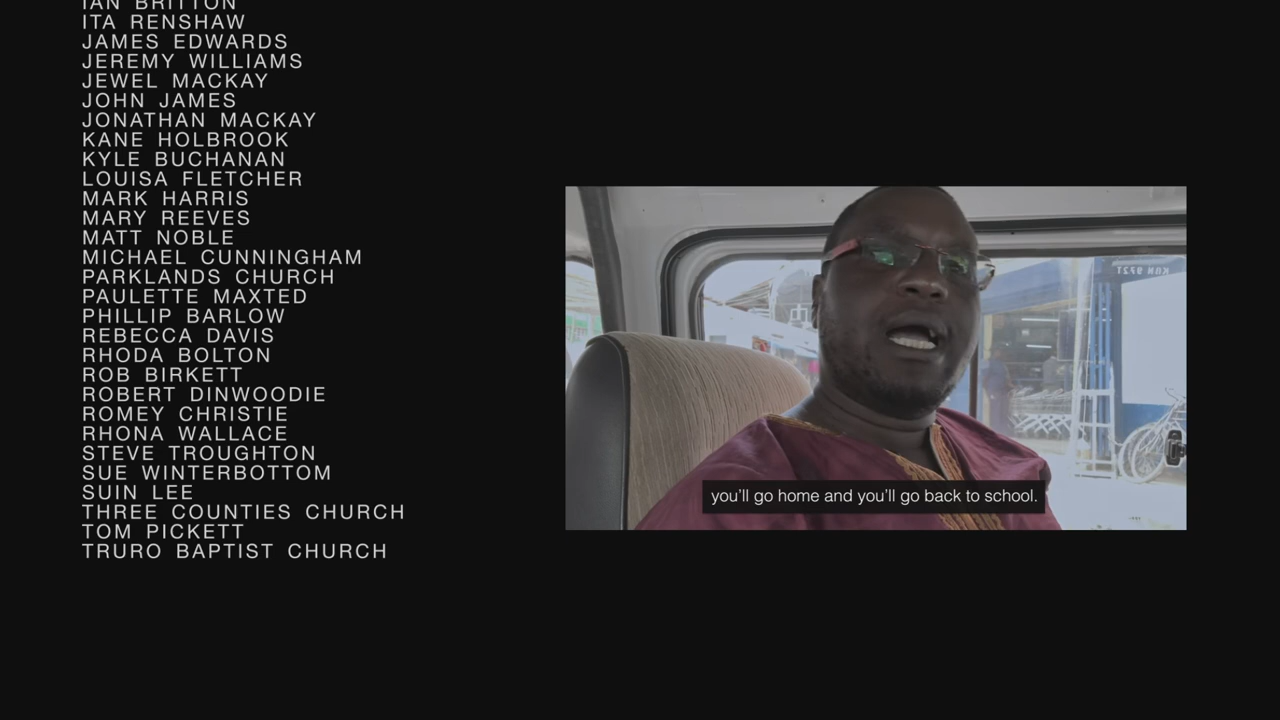 IAN BRITTON
ITA RENSHAW
JAMES EDWARDS
JEREMY WILLIAMS
JEWEL MACKAY
JOHN JAMES
JONATHAN MACKAY
KANE HOLBROOK
KYLE BUCHANAN
LOUISA FLETCHER
MARK HARRIS
MARY REEVES
MATT NOBLE
MICHAEL CUNNINGHAM
PARKLANDS CHURCH
PAULETTE MAXTED
PHILLIP BARLOW
REBECCA DAVIS
RHODA BOLTON
ROB BIRKETT
ROBERT DINWOODIE
ROMEY CHRISTIE
RHONA WALLACE
STEVE TROUGHTON
SUE WINTERBOTTOM
SUIN LEE
THREE COUNTIES CHURCH
TOM PICKETT
TRURO BAPTIST CHURCH
you'll go home and you'll go back to school.